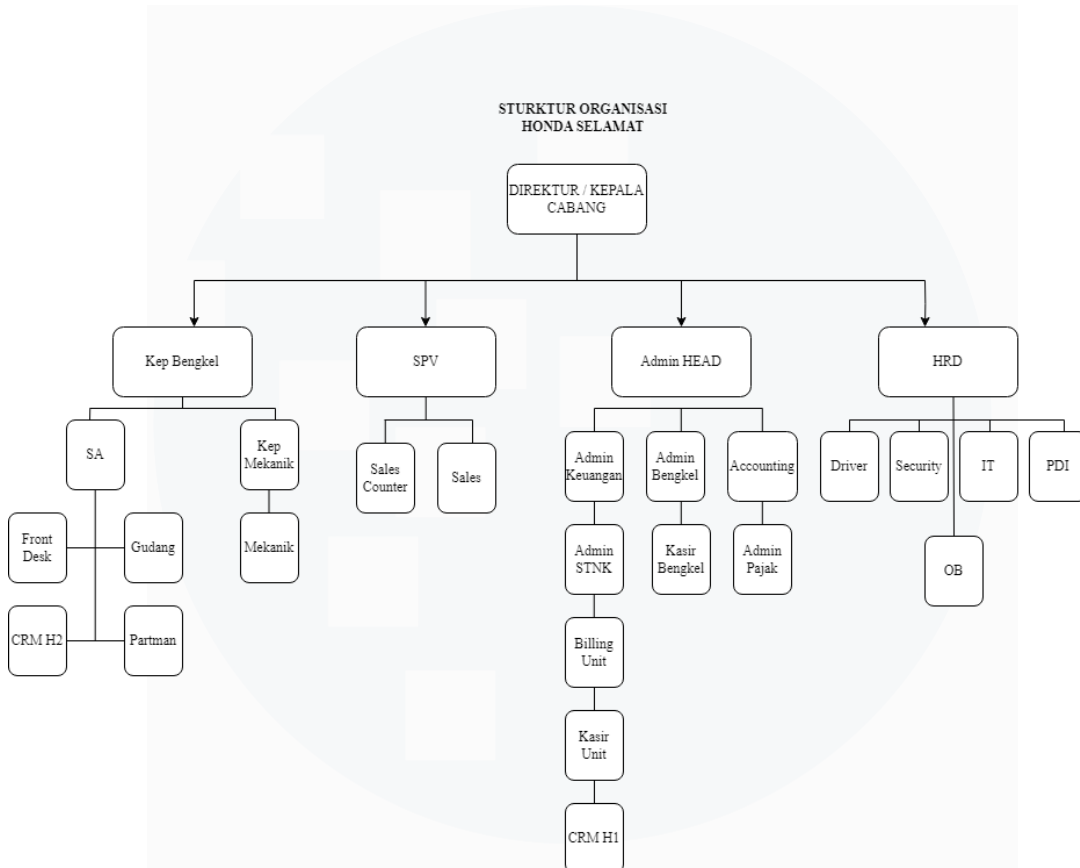 STURKTUR ORGANISASI
HONDA SELAMAT
DIREKTUR / KEPALA
CABANG
Kep Bengkel
SPV
Admin HEAD
HRD
SA
Kep
Mekanik
Sales
Counter
Sales
Admin
Keuangan
Admin
Bengkel
Accounting
Driver
Security
IT
PDI
Front
Desk
Gudang
Mekanik
Admin
STNK
Kasir
Bengkel
Admin
Pajak
OB
CRM H2
Partman
Billing
Unit
Kasir
Unit
CRM H1